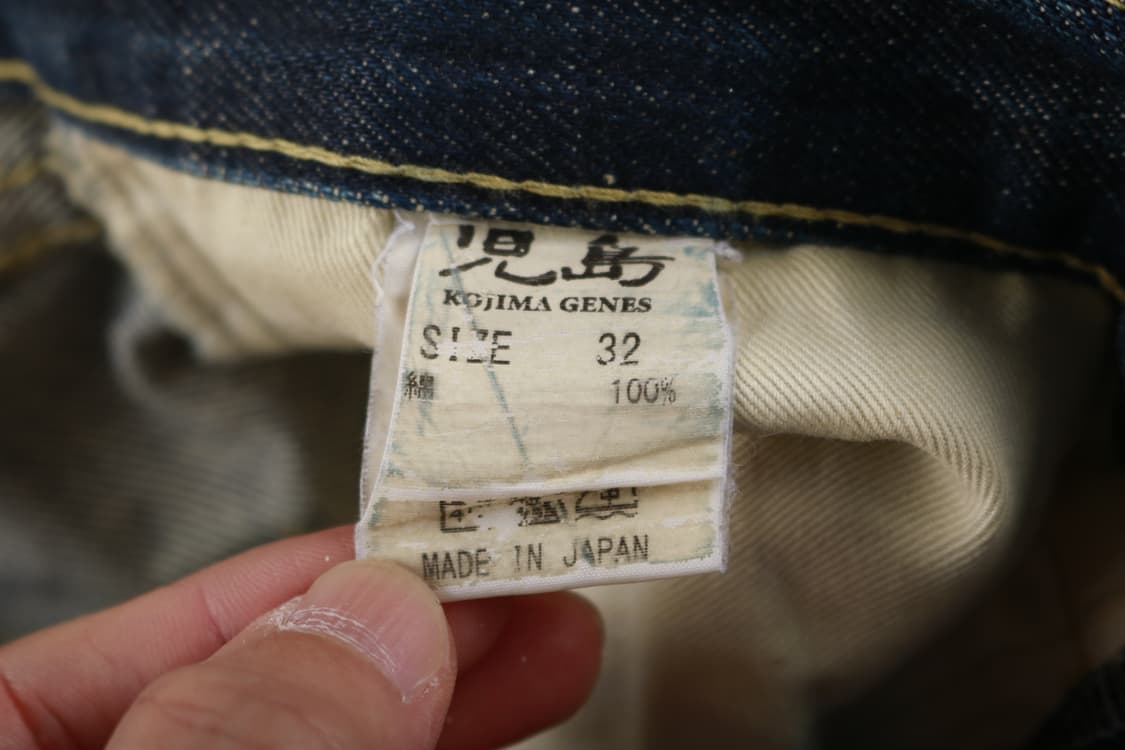 児島
KOJIMA GENES
SIZE 32
綿 100%
MADE IN JAPAN